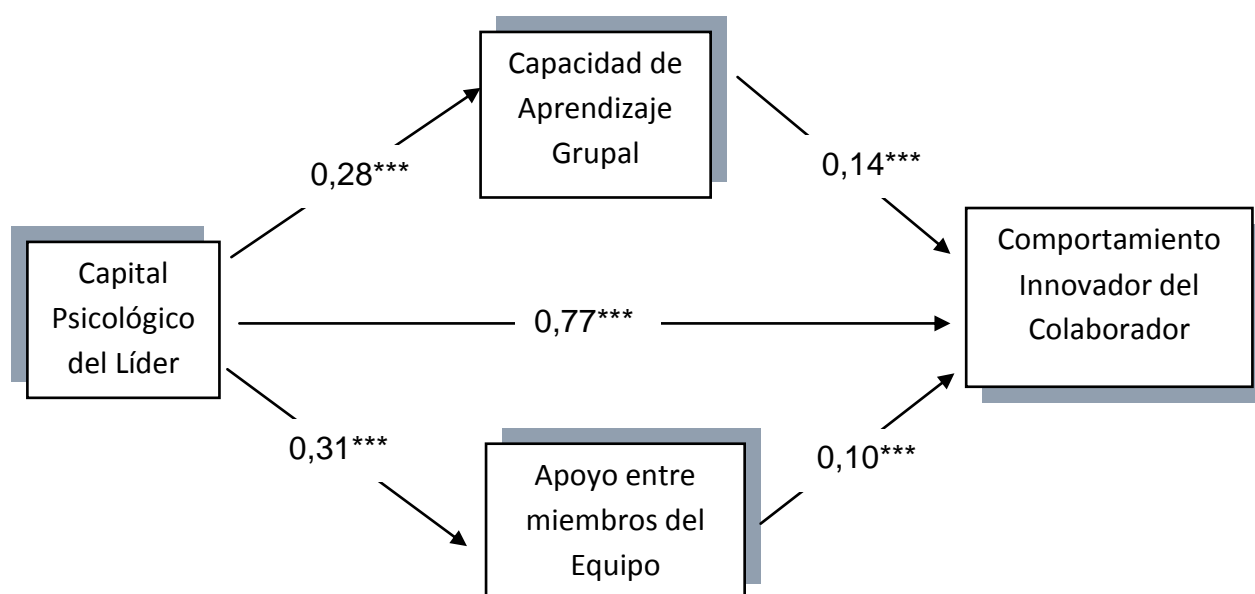 Capacidad de
Aprendizaje
Grupal
0,28***
0,14***
Capital
Psicológico
del Líder
0,77***
Comportamiento
Innovador del
Colaborador
0,31***
0,10***
Apoyo entre
miembros del
Equipo